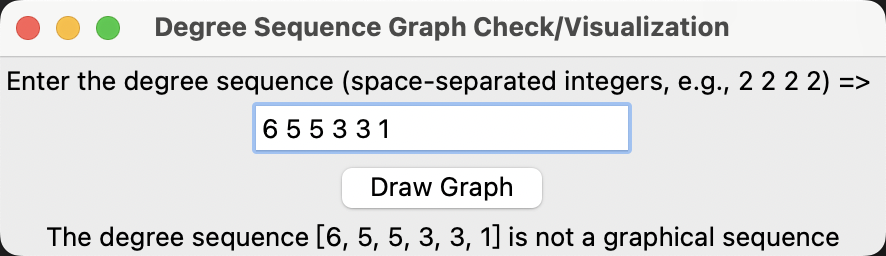 Degree Sequence Graph Check/Visualization
Enter the degree sequence (space-separated integers, e.g., 2 2 2 2) =>
6 5 5 3 3 1
Draw Graph
The degree sequence [6, 5, 5, 3, 3, 1] is not a graphical sequence